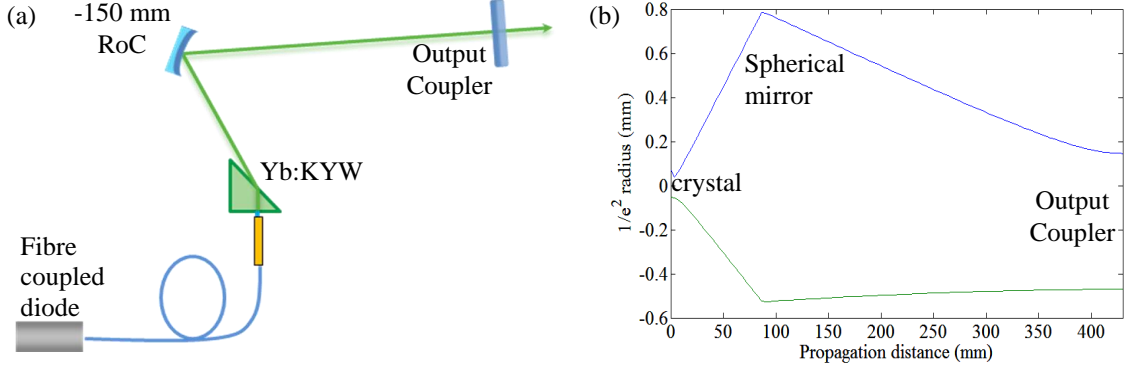 (a)
-150 mm
RoC
Output
Coupler
Yb:KYW
Fibre
coupled
diode
(b)
0.8
0.6
0.4
0.2
0
-0.2
-0.4
-0.6
1/e² radius (mm)
Spherical
mirror
crystal
Output
Coupler
0 50 100 150 200 250 300 350 400
Propagation distance (mm)